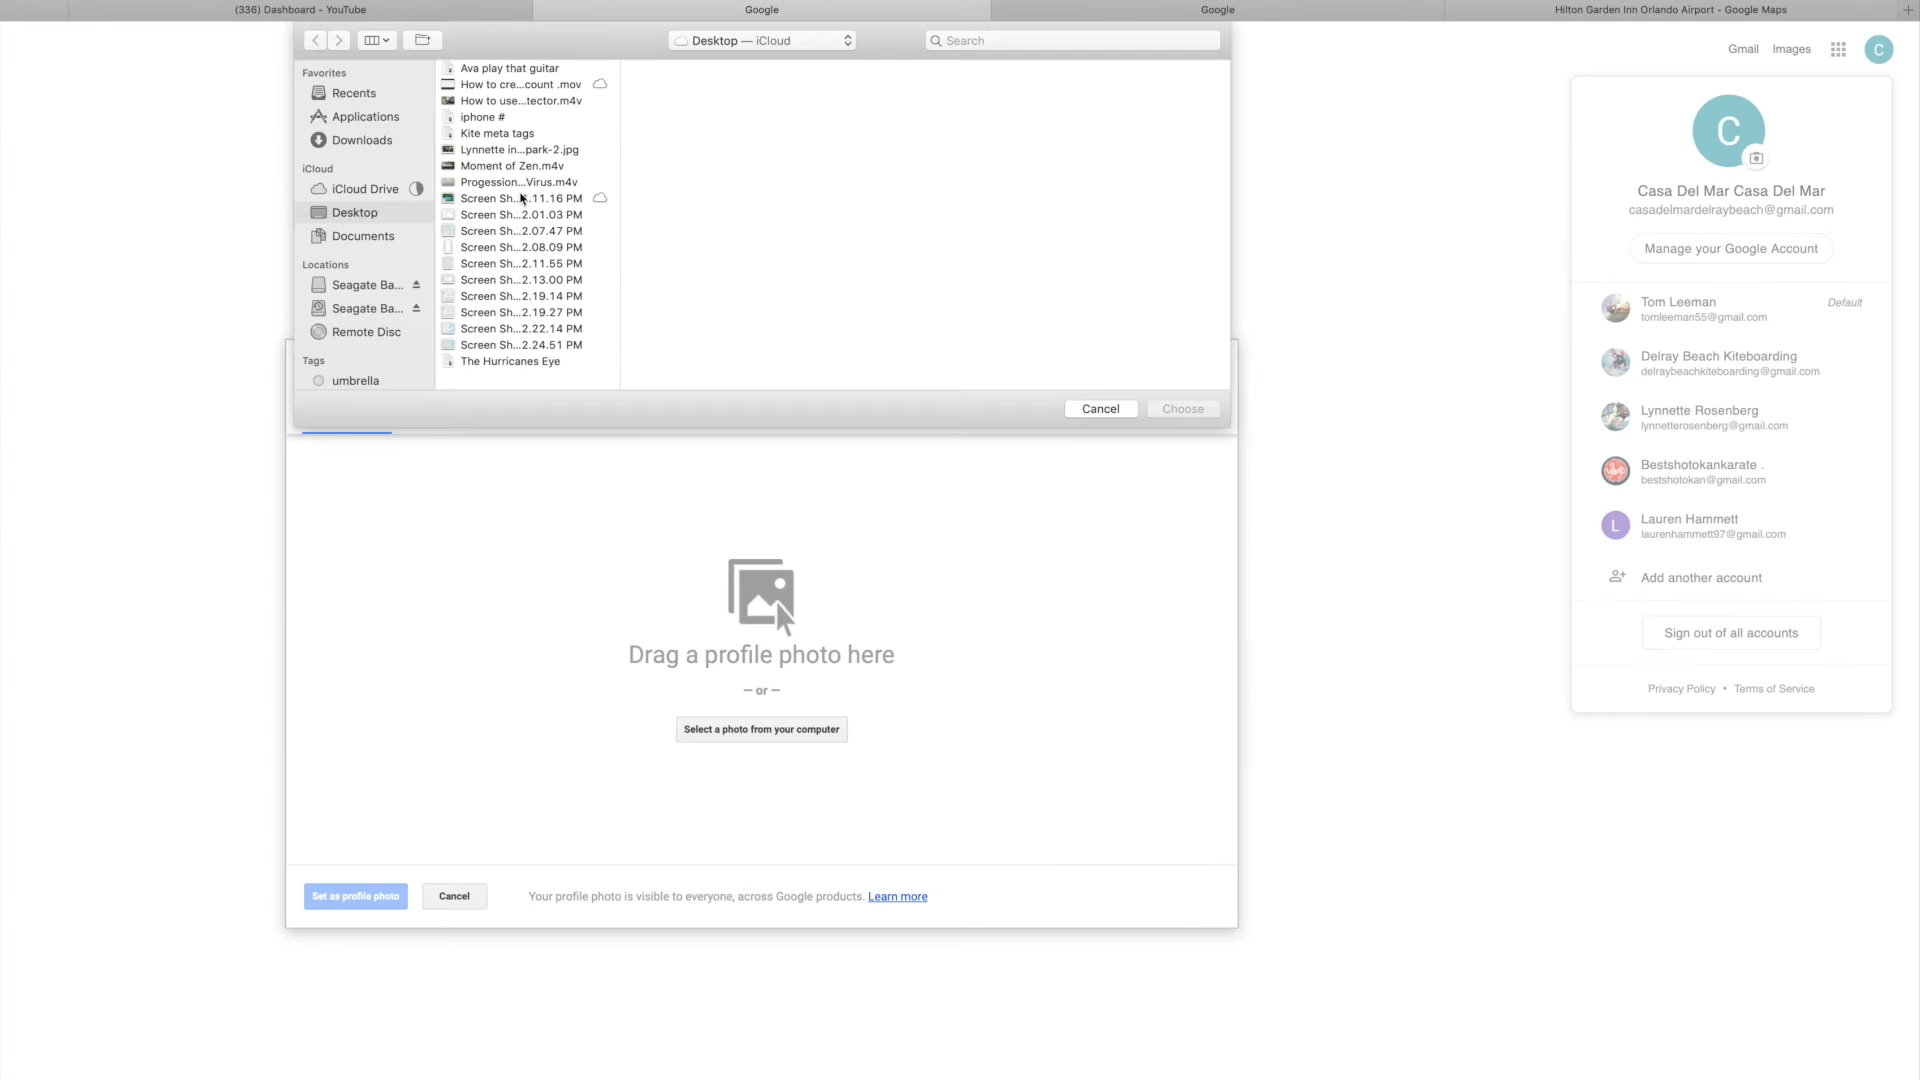 (336) Dashboard - YouTube
Google
Google
Hilton Garden Inn Orlando Airport - Google Maps
Desktop — iCloud
Search
Gmail
Images
C
Favorites
Recents
Applications
Downloads
iCloud
iCloud Drive
Desktop
Documents
Locations
Seagate Ba...
Seagate Ba...
Remote Disc
Tags
umbrella
Ava play that guitar
How to cre...count .mov
How to use...tector.m4v
iphone #
Kite meta tags
Lynnette in...park-2.jpg
Moment of Zen.m4v
Progession...Virus.m4v
Screen Sh....11.16 PM
Screen Sh...2.01.03 PM
Screen Sh...2.07.47 PM
Screen Sh...2.08.09 PM
Screen Sh...2.11.55 PM
Screen Sh...2.13.00 PM
Screen Sh...2.19.14 PM
Screen Sh...2.19.27 PM
Screen Sh...2.22.14 PM
Screen Sh...2.24.51 PM
The Hurricanes Eye
Cancel
Choose
Drag a profile photo here
— or —
Select a photo from your computer
Set as profile photo
Cancel
Your profile photo is visible to everyone, across Google products. Learn more
C
Casa Del Mar Casa Del Mar
casadelmardelraybeach@gmail.com
Manage your Google Account
Tom Leeman
Default
tomleeman55@gmail.com
Delray Beach Kiteboarding
delraybeachkiteboarding@gmail.com
Lynnette Rosenberg
lynnetterosenberg@gmail.com
Bestshotokankarate .
bestshotokan@gmail.com
L
Lauren Hammett
laurenhammett97@gmail.com
Add another account
Sign out of all accounts
Privacy Policy • Terms of Service